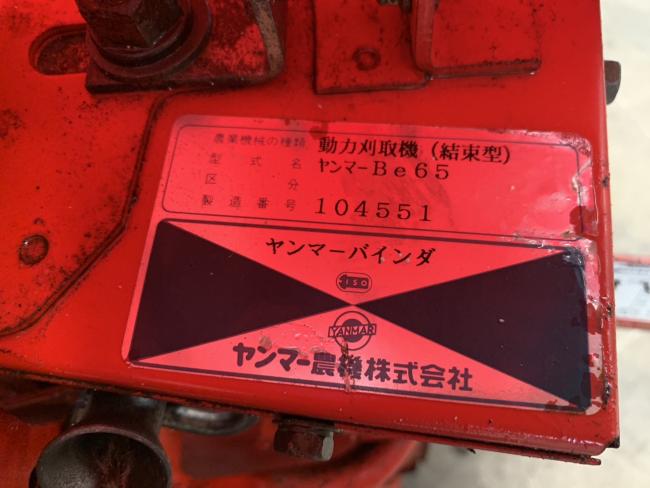 農業機械の種類 動力刈取機（結束型）
型式名 ヤンマーBe65
区分
製造番号 104551
ヤンマーバインダ
ISO
YANMAR
ヤンマー農機株式会社